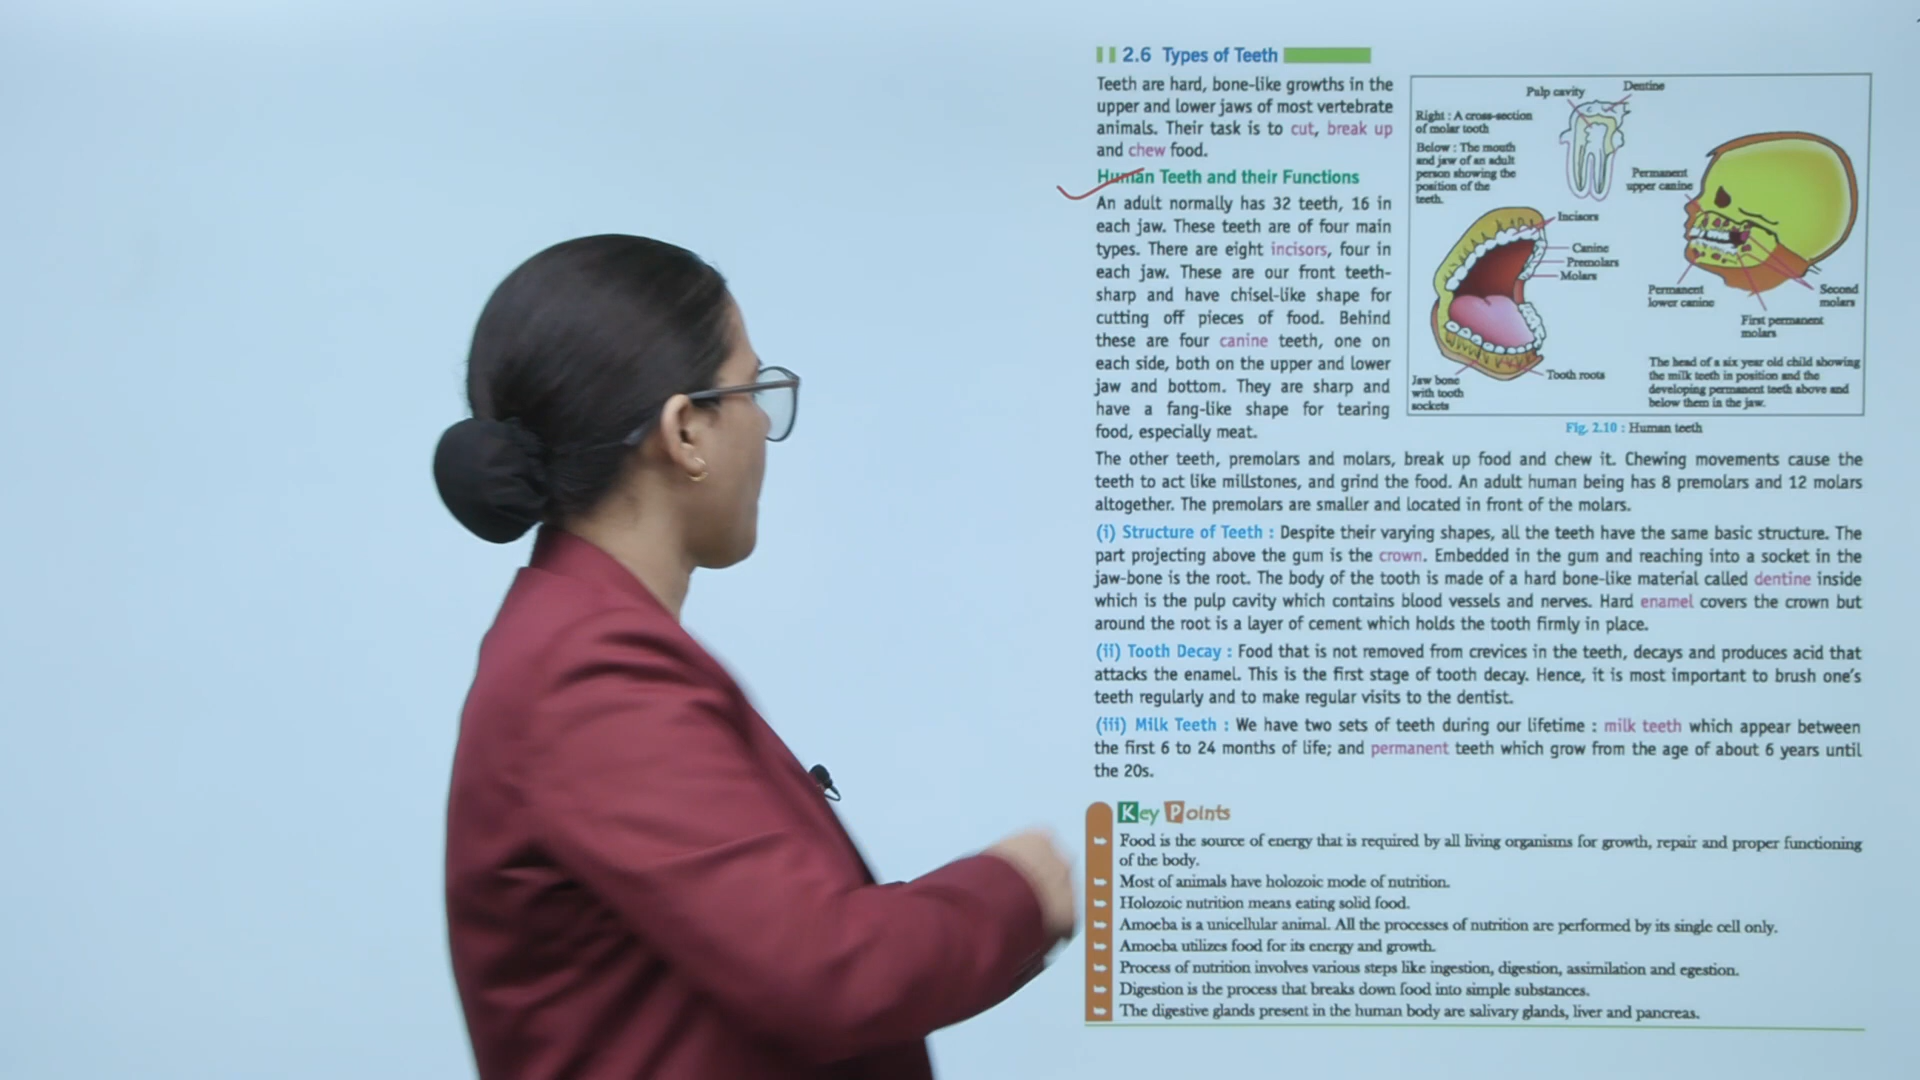 2.6 Types of Teeth
Teeth are hard, bone-like growths in the
upper and lower jaws of most vertebrate
animals. Their task is to cut, break up
and chew food.
Human Teeth and their Functions
An adult normally has 32 teeth, 16 in
each jaw. These teeth are of four main
types. There are eight incisors, four in
each jaw. These are our front teeth-
sharp and have chisel-like shape for
cutting off pieces of food. Behind
these are four canine teeth, one on
each side, both on the upper and lower
jaw and bottom. They are sharp and
have a fang-like shape for tearing
food, especially meat.
Pulp cavity
Dentine
Right : A cross-section
of molar tooth
Below : The mouth
and jaw of an adult
person showing the
position of the
teeth.
Permanent
upper canine
Incisors
Canine
Premolars
Molars
Permanent
lower canine
Second
molars
First permanent
molars
Tooth roots
Jaw bone
with tooth
sockets
The head of a six year old child showing
the milk teeth in position and the
developing permanent teeth above and
below them in the jaw.
Fig. 2.10 : Human teeth
The other teeth, premolars and molars, break up food and chew it. Chewing movements cause the
teeth to act like millstones, and grind the food. An adult human being has 8 premolars and 12 molars
altogether. The premolars are smaller and located in front of the molars.
(i) Structure of Teeth : Despite their varying shapes, all the teeth have the same basic structure. The
part projecting above the gum is the crown. Embedded in the gum and reaching into a socket in the
jaw-bone is the root. The body of the tooth is made of a hard bone-like material called dentine inside
which is the pulp cavity which contains blood vessels and nerves. Hard enamel covers the crown but
around the root is a layer of cement which holds the tooth firmly in place.
(ii) Tooth Decay : Food that is not removed from crevices in the teeth, decays and produces acid that
attacks the enamel. This is the first stage of tooth decay. Hence, it is most important to brush one's
teeth regularly and to make regular visits to the dentist.
(iii) Milk Teeth : We have two sets of teeth during our lifetime : milk teeth which appear between
the first 6 to 24 months of life; and permanent teeth which grow from the age of about 6 years until
the 20s.
Key Points
Food is the source of energy that is required by all living organisms for growth, repair and proper functioning
of the body.
Most of animals have holozoic mode of nutrition.
Holozoic nutrition means eating solid food.
Amoeba is a unicellular animal. All the processes of nutrition are performed by its single cell only.
Amoeba utilizes food for its energy and growth.
Process of nutrition involves various steps like ingestion, digestion, assimilation and egestion.
Digestion is the process that breaks down food into simple substances.
The digestive glands present in the human body are salivary glands, liver and pancreas.